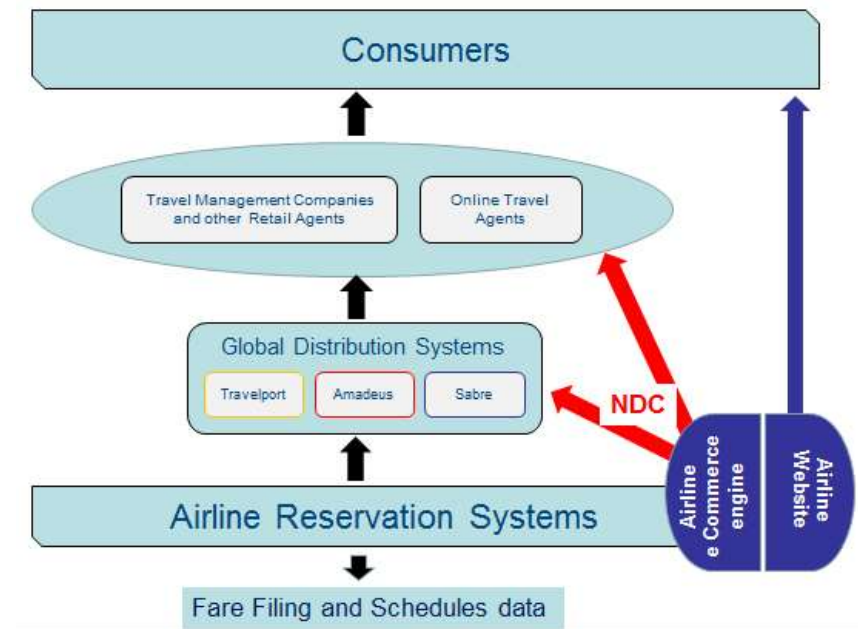 Consumers
Travel Management Companies
and other Retail Agents
Online Travel
Agents
Global Distribution Systems
Travelport
Amadeus
Sabre
NDC
Airline
e Commerce
engine
Airline
Website
Airline Reservation Systems
Fare Filing and Schedules data